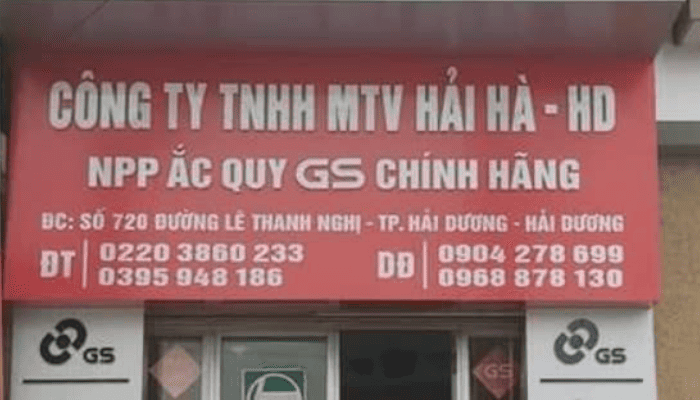 CÔNG TY TNHH MTV HẢI HÀ - HD
NPP ẮC QUY GS CHÍNH HÃNG
ĐC: SỐ 720 ĐƯỜNG LÊ THANH NGHỊ - TP. HẢI DƯƠNG - HẢI DƯƠNG
ĐT 0220 3860 233 DĐ 0904 278 699
0395 948 186 0968 878 130
GS GS
GS